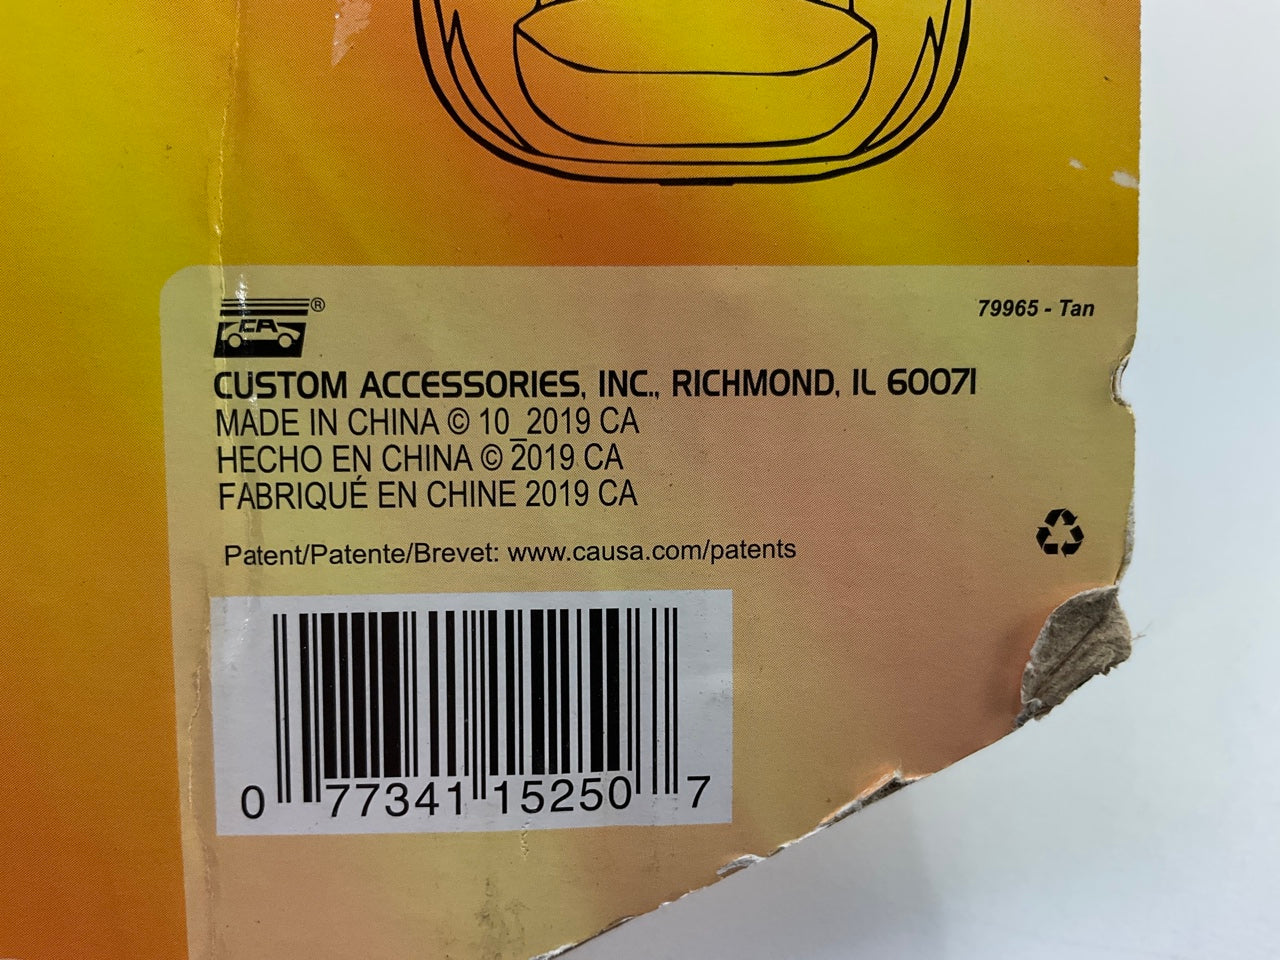 CA ®
79965 - Tan
CUSTOM ACCESSORIES, INC., RICHMOND, IL 60071
MADE IN CHINA © 10_2019 CA
HECHO EN CHINA © 2019 CA
FABRIQUÉ EN CHINE 2019 CA
Patent/Patente/Brevet: www.causa.com/patents
0 77341 15250 7